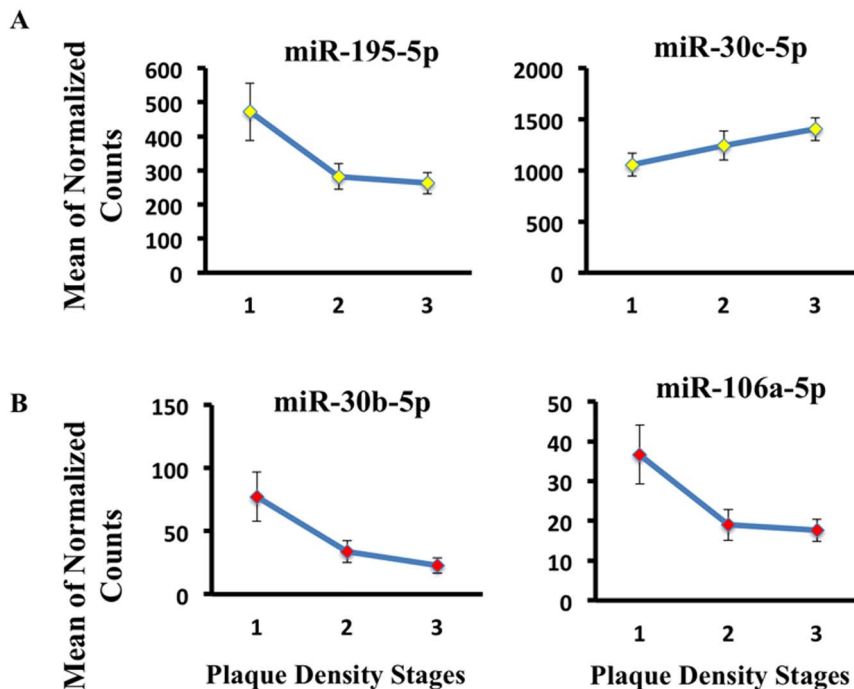 A
miR-195-5p
Mean of Normalized
Counts
600
500
400
300
200
100
0
1 2 3
miR-30c-5p
2000
1500
1000
500
0
1 2 3
B
miR-30b-5p
Mean of Normalized
Counts
150
100
50
0
1 2 3
Plaque Density Stages
miR-106a-5p
50
40
30
20
10
0
1 2 3
Plaque Density Stages